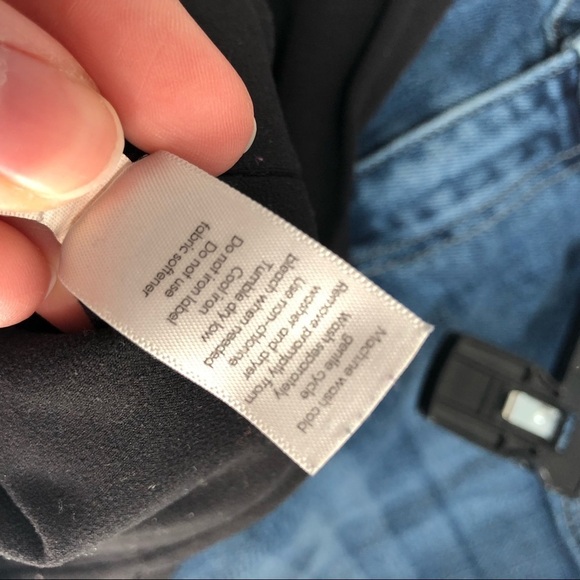 Machine wash cold
gentle cycle
Wash separately
Remove promptly from
washer and dryer
Use non-chlorine
bleach when needed
Tumble dry low
Cool iron
Do not iron label
Do not use
fabric softener